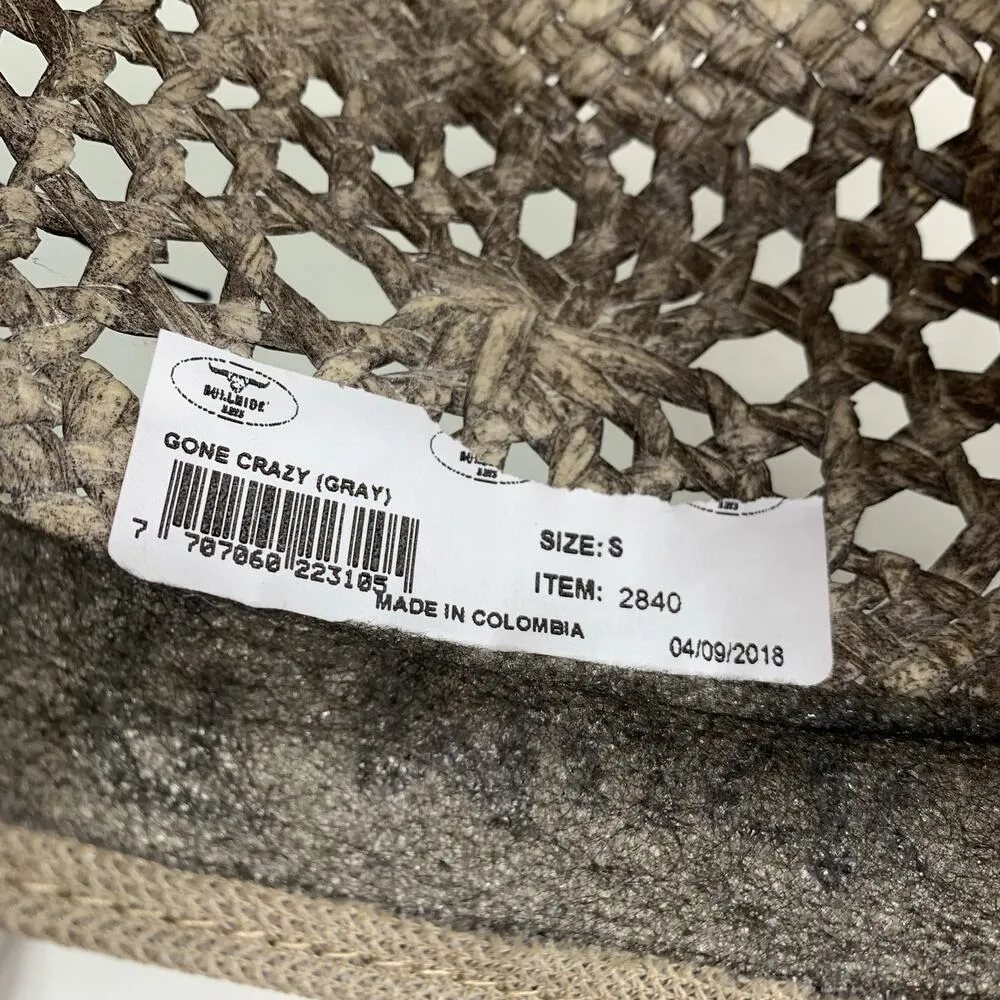 BULLHIDE
GONE CRAZY (GRAY)
7 707060 223105
MADE IN COLOMBIA
SIZE: S
ITEM: 2840
04/09/2018